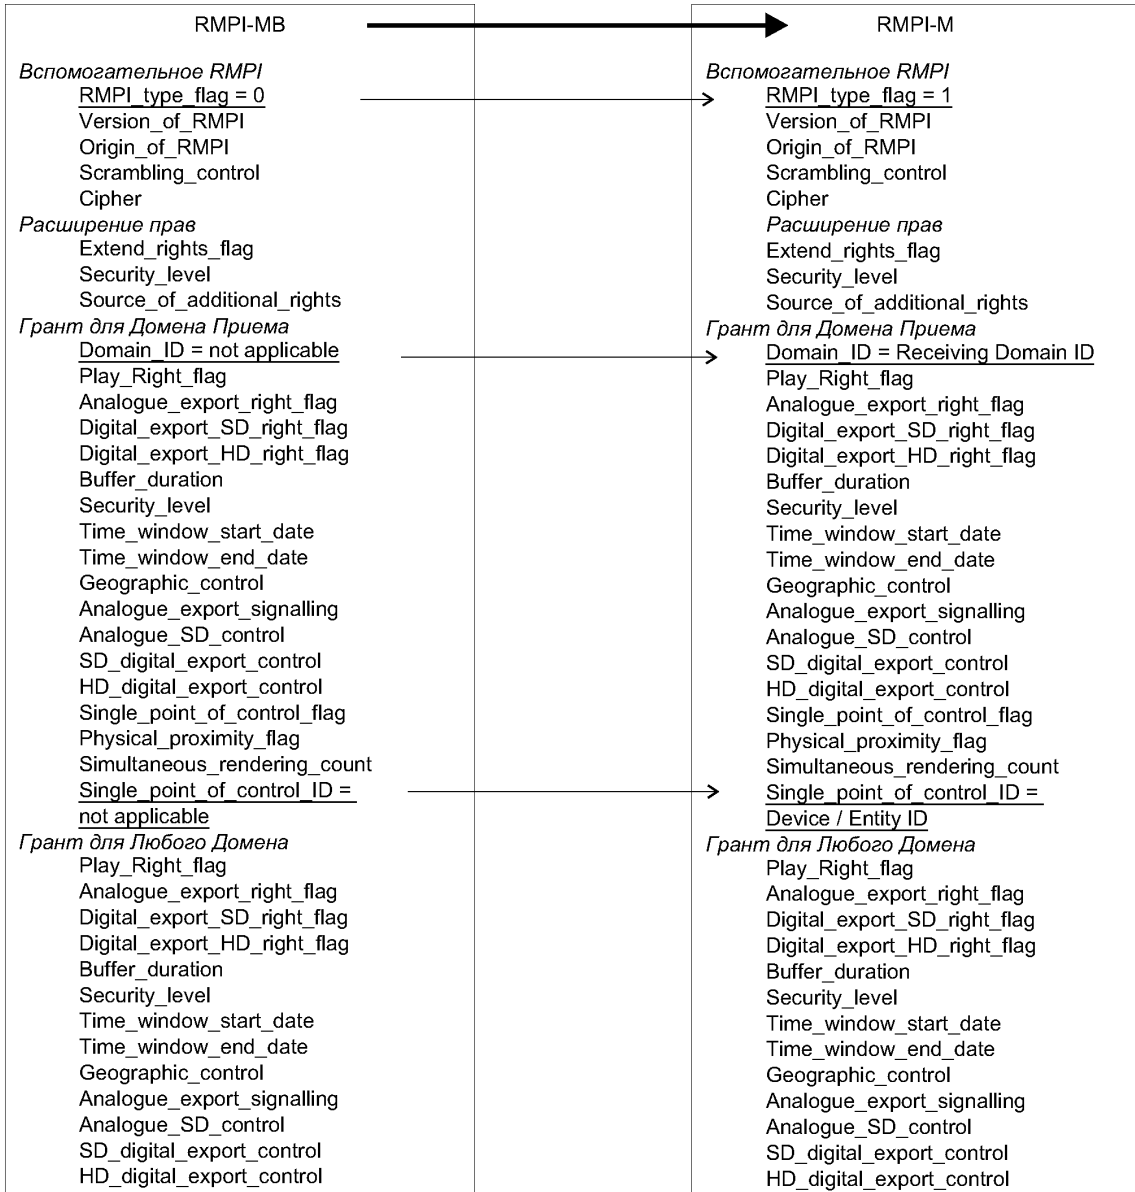 RMPI-MB
Вспомогательное RMPI
RMPI_type_flag = 0
Version_of_RMPI
Origin_of_RMPI
Scrambling_control
Cipher
Расширение прав
Extend_rights_flag
Security_level
Source_of_additional_rights
Грант для Домена Приема
Domain_ID = not applicable
Play_Right_flag
Analogue_export_right_flag
Digital_export_SD_right_flag
Digital_export_HD_right_flag
Buffer_duration
Security_level
Time_window_start_date
Time_window_end_date
Geographic_control
Analogue_export_signalling
Analogue_SD_control
SD_digital_export_control
HD_digital_export_control
Single_point_of_control_flag
Physical_proximity_flag
Simultaneous_rendering_count
Single_point_of_control_ID =
not applicable
Грант для Любого Домена
Play_Right_flag
Analogue_export_right_flag
Digital_export_SD_right_flag
Digital_export_HD_right_flag
Buffer_duration
Security_level
Time_window_start_date
Time_window_end_date
Geographic_control
Analogue_export_signalling
Analogue_SD_control
SD_digital_export_control
HD_digital_export_control
RMPI-M
Вспомогательное RMPI
RMPI_type_flag = 1
Version_of_RMPI
Origin_of_RMPI
Scrambling_control
Cipher
Расширение прав
Extend_rights_flag
Security_level
Source_of_additional_rights
Грант для Домена Приема
Domain_ID = Receiving Domain ID
Play_Right_flag
Analogue_export_right_flag
Digital_export_SD_right_flag
Digital_export_HD_right_flag
Buffer_duration
Security_level
Time_window_start_date
Time_window_end_date
Geographic_control
Analogue_export_signalling
Analogue_SD_control
SD_digital_export_control
HD_digital_export_control
Single_point_of_control_flag
Physical_proximity_flag
Simultaneous_rendering_count
Single_point_of_control_ID =
Device / Entity ID
Грант для Любого Домена
Play_Right_flag
Analogue_export_right_flag
Digital_export_SD_right_flag
Digital_export_HD_right_flag
Buffer_duration
Security_level
Time_window_start_date
Time_window_end_date
Geographic_control
Analogue_export_signalling
Analogue_SD_control
SD_digital_export_control
HD_digital_export_control